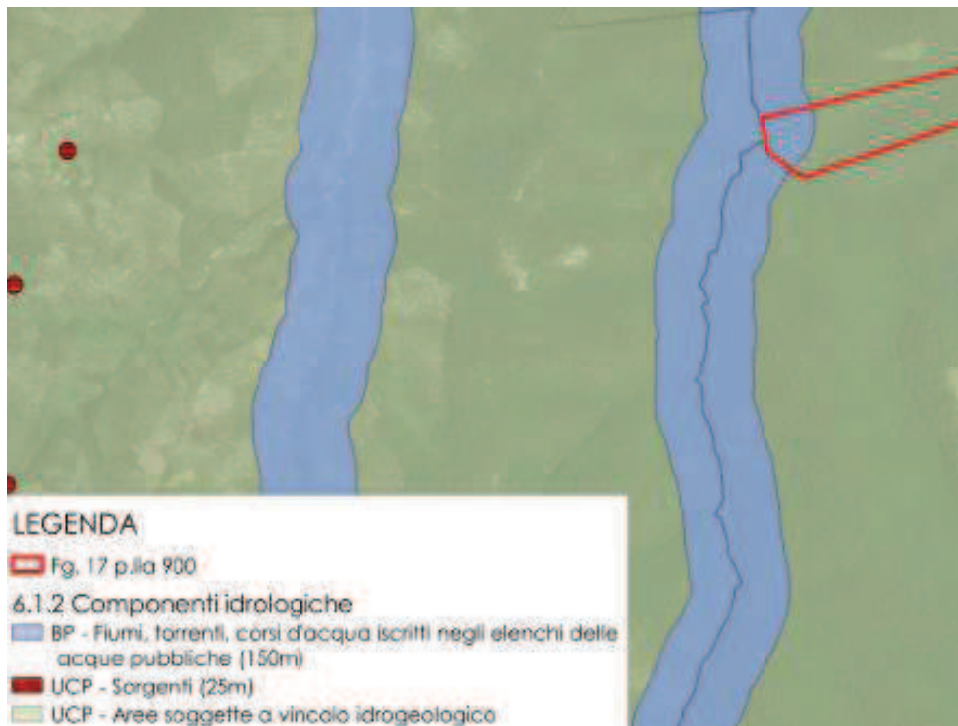 LEGENDA
Fg. 17 p.lla 900
6.1.2 Componenti idrologiche
BP - Fiumi, torrenti, corsi d'acqua iscritti negli elenchi delle
acque pubbliche (150m)
UCP - Sorgenti (25m)
UCP - Aree soggette a vincolo idrogeologico